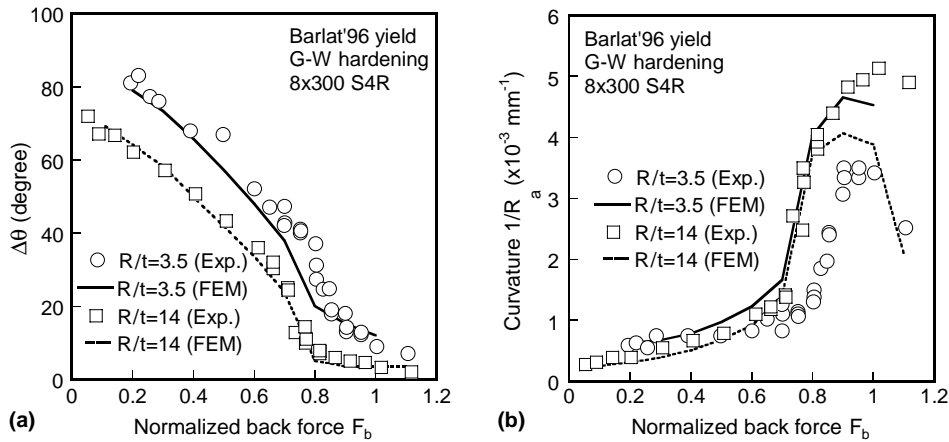 Barlat'96 yield
G-W hardening
8x300 S4R
100
80
60
40
20
0
Δθ (degree)
R/t=3.5 (Exp.)
R/t=3.5 (FEM)
R/t=14 (Exp.)
R/t=14 (FEM)
0 0.2 0.4 0.6 0.8 1 1.2
Normalized back force F_b
(a)
Barlat'96 yield
G-W hardening
8x300 S4R
6
5
4
3
2
1
0
Curvature 1/R_a (x10⁻³ mm⁻¹)
R/t=3.5 (Exp.)
R/t=3.5 (FEM)
R/t=14 (Exp.)
R/t=14 (FEM)
0 0.2 0.4 0.6 0.8 1 1.2
Normalized back force F_b
(b)